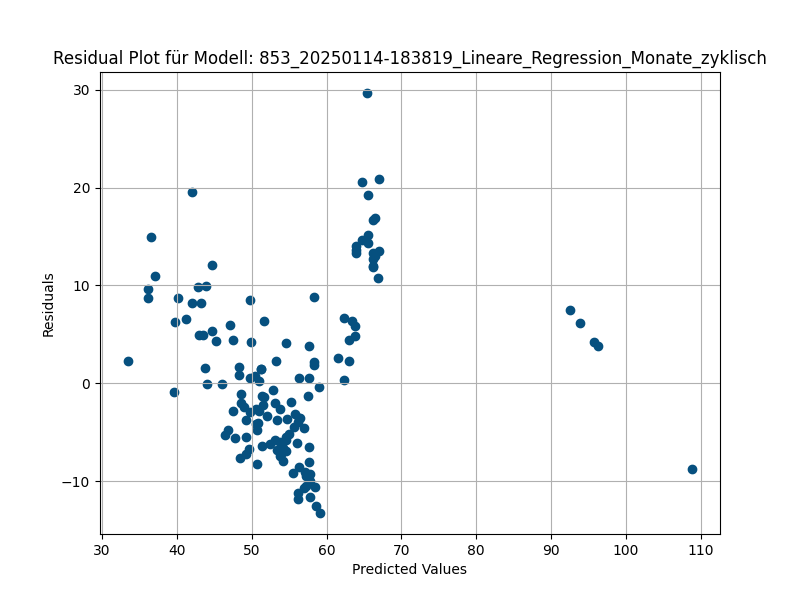 Residual Plot für Modell: 853_20250114-183819_Lineare_Regression_Monate_zyklisch
30
20
10
0
−10
Residuals
30 40 50 60 70 80 90 100 110
Predicted Values